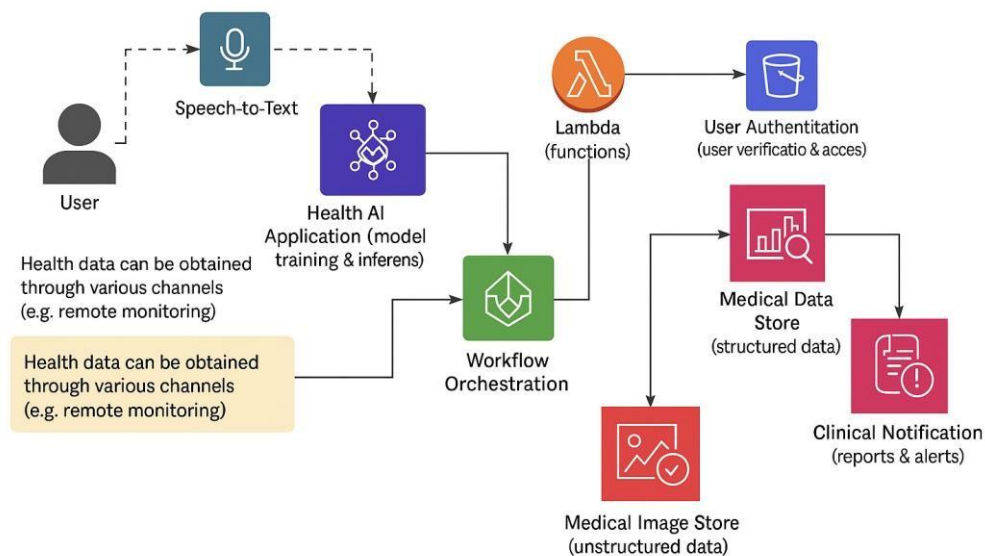 Speech-to-Text
User
Health AI
Application (model
training & inferens)
Health data can be obtained
through various channels
(e.g. remote monitoring)
Health data can be obtained
through various channels
(e.g. remote monitoring)
Workflow
Orchestration
Lambda
(functions)
User Authentitation
(user verificatio & acces)
Medical Data
Store
(structured data)
Clinical Notification
(reports & alerts)
Medical Image Store
(unstructured data)